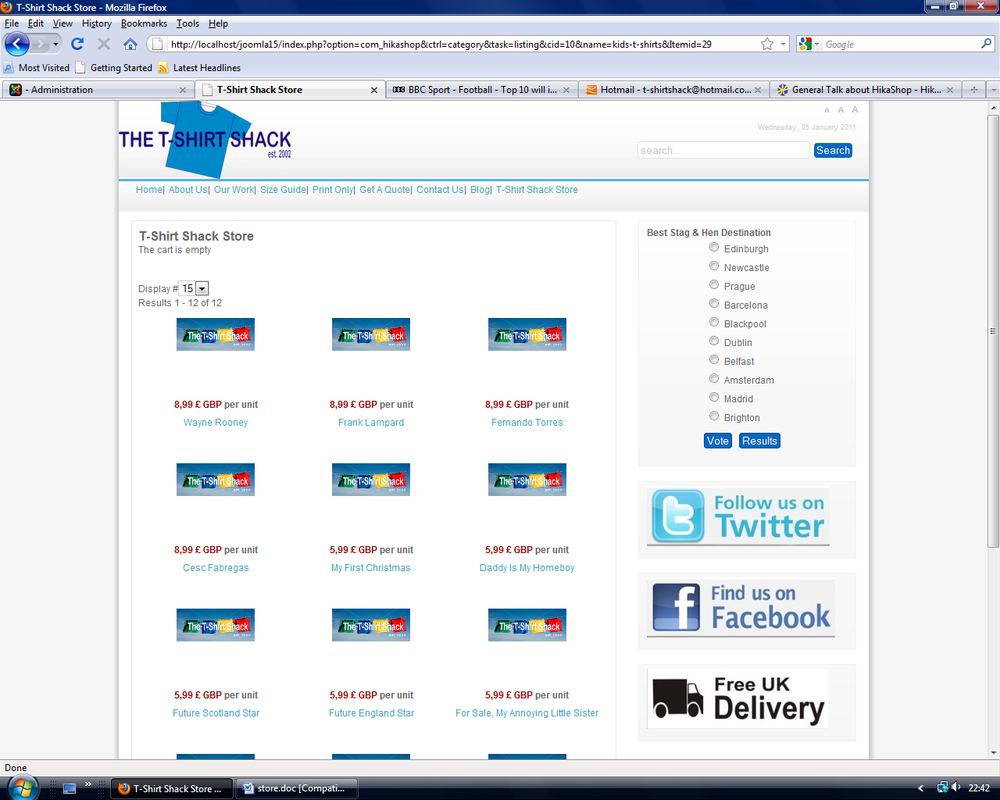 T-Shirt Shack Store - Mozilla Firefox
File Edit View History Bookmarks Tools Help
http://localhost/joomla15/index.php?option=com_hikashop&ctrl=category&task=listing&cid=10&name=kids-t-shirts&Itemid=29
Google
Most Visited Getting Started Latest Headlines
- Administration
T-Shirt Shack Store
BBC BBC Sport - Football - Top 10 will i...
Hotmail - t-shirtshack@hotmail.co...
General Talk about HikaShop - Hik...
A A A
Wednesday, 05 January 2011
THE T-SHIRT SHACK
est. 2002
search...
Search
Home| About Us| Our Work| Size Guide| Print Only| Get A Quote| Contact Us| Blog| T-Shirt Shack Store
T-Shirt Shack Store
The cart is empty
Display # 15
Results 1 - 12 of 12
The T-Shirt Shack The T-Shirt Shack The T-Shirt Shack
8,99 £ GBP per unit 8,99 £ GBP per unit 8,99 £ GBP per unit
Wayne Rooney Frank Lampard Fernando Torres
The T-Shirt Shack The T-Shirt Shack The T-Shirt Shack
8,99 £ GBP per unit 5,99 £ GBP per unit 5,99 £ GBP per unit
Cesc Fabregas My First Christmas Daddy Is My Homeboy
The T-Shirt Shack The T-Shirt Shack The T-Shirt Shack
5,99 £ GBP per unit 5,99 £ GBP per unit 5,99 £ GBP per unit
Future Scotland Star Future England Star For Sale, My Annoying Little Sister
Best Stag & Hen Destination
Edinburgh
Newcastle
Prague
Barcelona
Blackpool
Dublin
Belfast
Amsterdam
Madrid
Brighton
Vote Results
Follow us on
Twitter
Find us on
Facebook
Free UK
Delivery
Done
T-Shirt Shack Store ...
store.doc [Compati...
22:42